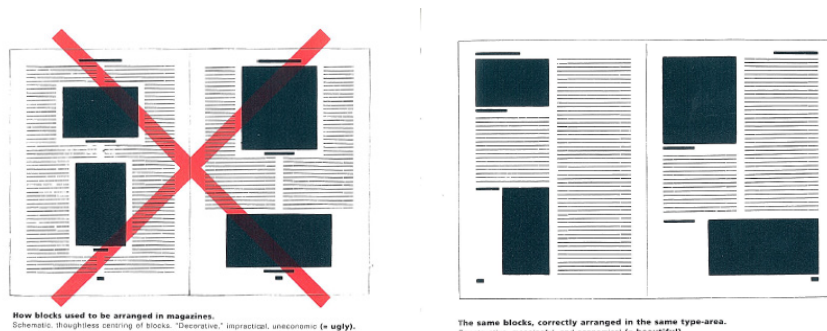 How blocks used to be arranged in magazines.
Schematic, thoughtless centring of blocks. "Decorative," impractical, uneconomic (= ugly).
The same blocks, correctly arranged in the same type-area.